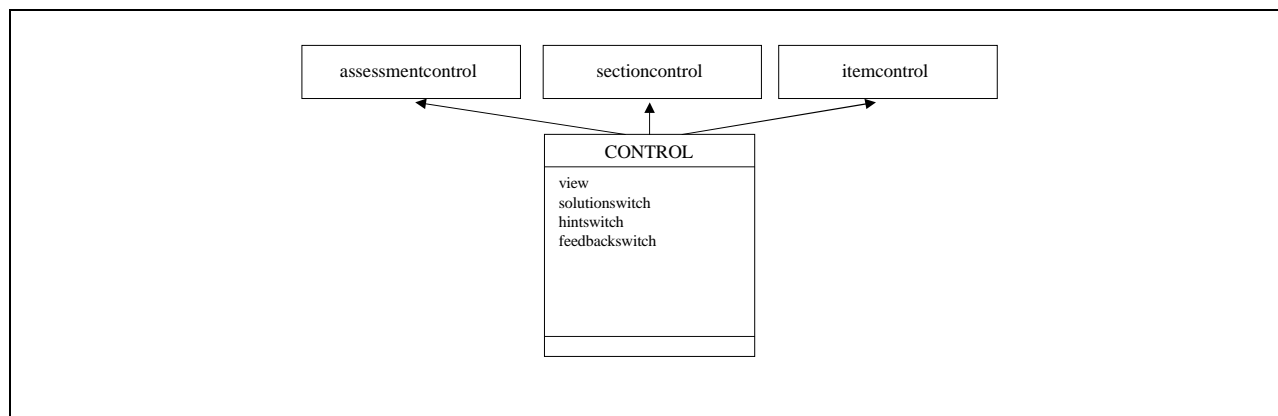 assessmentcontrol
sectioncontrol
itemcontrol
CONTROL
view
solutionswitch
hintswitch
feedbackswitch